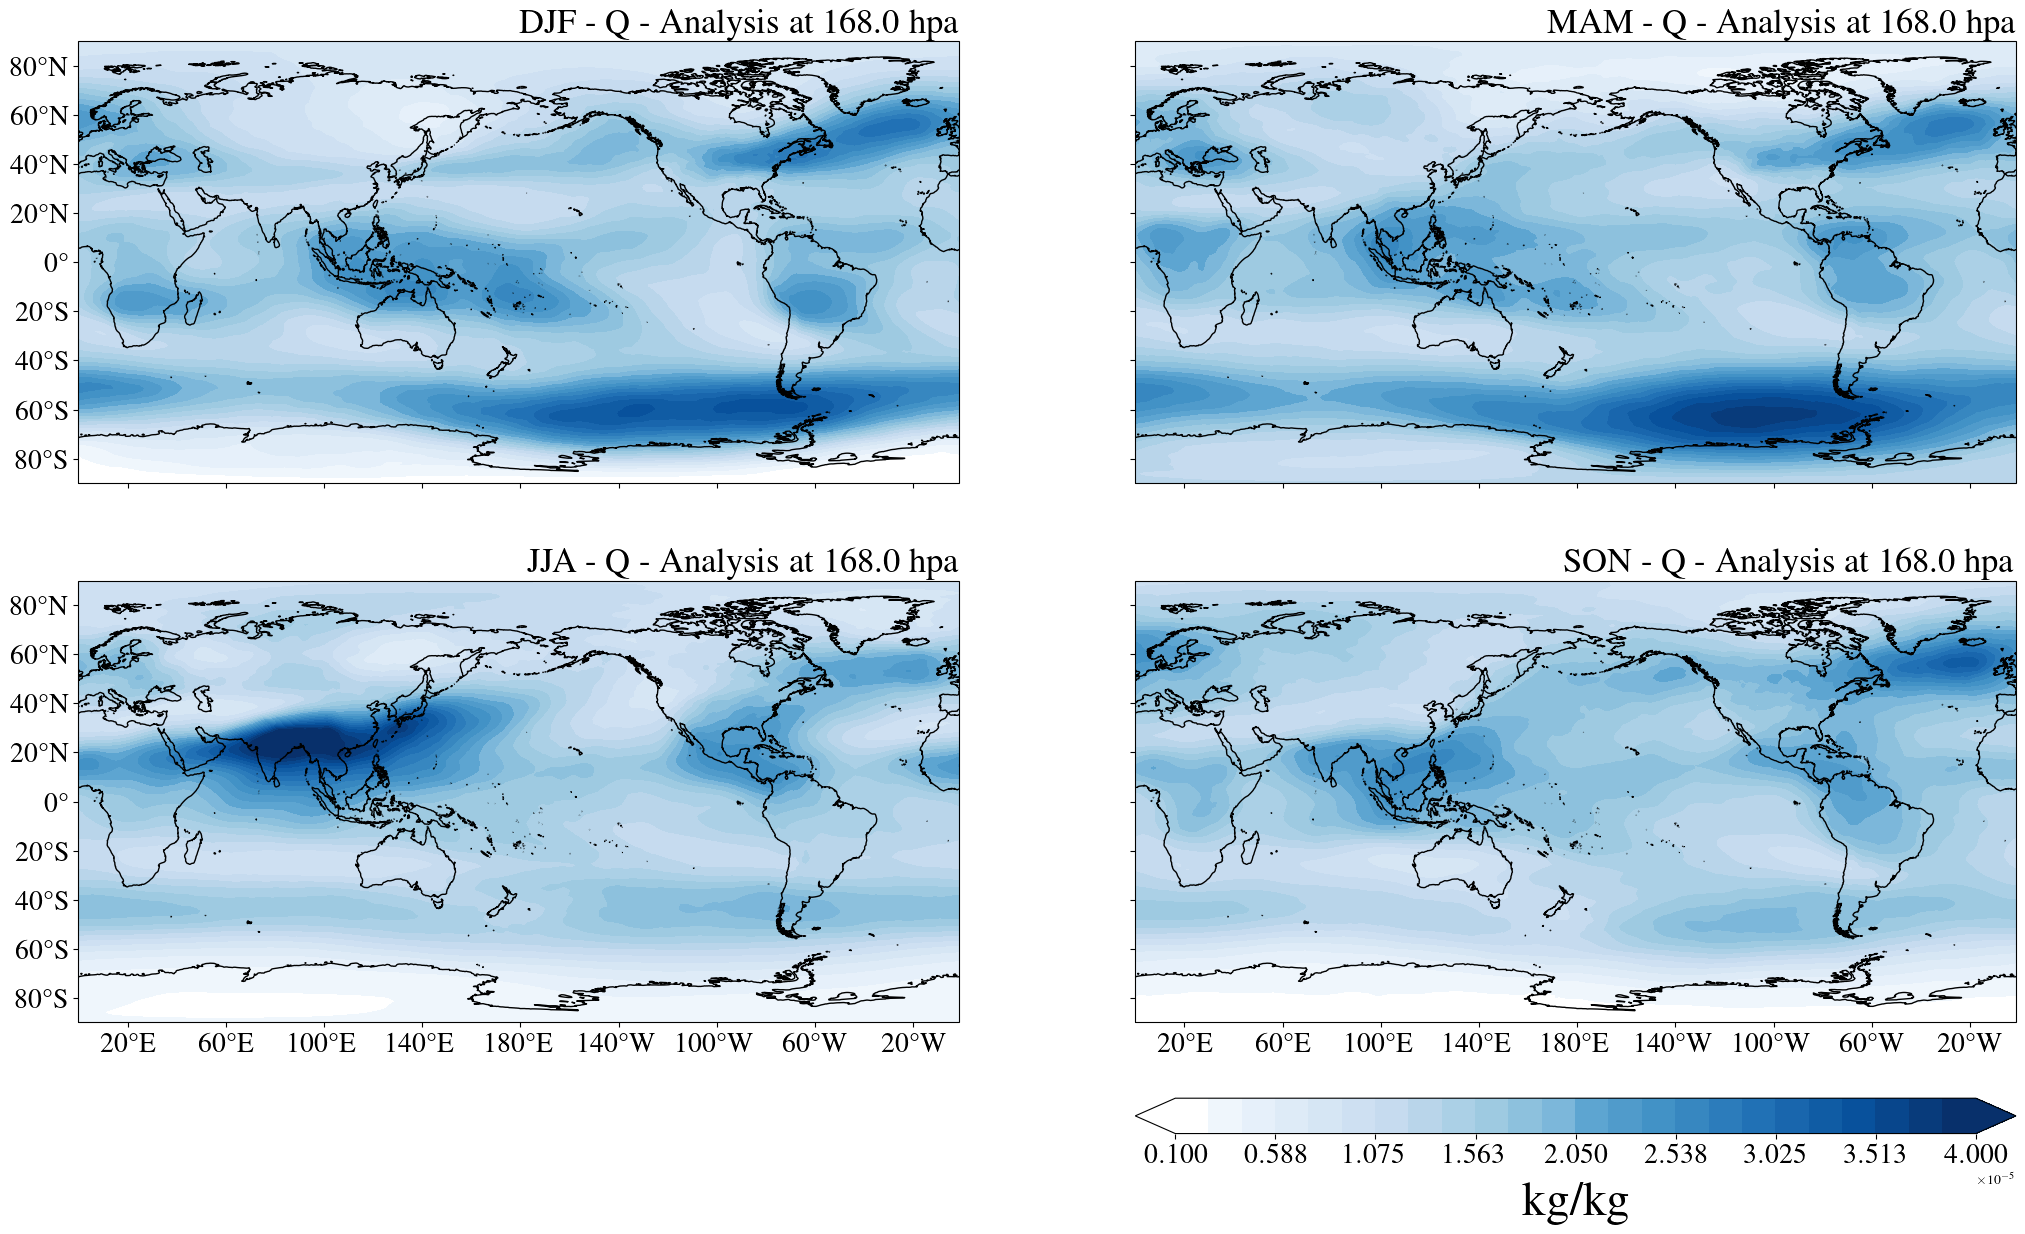 DJF - Q - Analysis at 168.0 hpa
MAM - Q - Analysis at 168.0 hpa
80°N
60°N
40°N
20°N
0°
20°S
40°S
60°S
80°S
JJA - Q - Analysis at 168.0 hpa
SON - Q - Analysis at 168.0 hpa
80°N
60°N
40°N
20°N
0°
20°S
40°S
60°S
80°S
20°E 60°E 100°E 140°E 180°E 140°W 100°W 60°W 20°W
20°E 60°E 100°E 140°E 180°E 140°W 100°W 60°W 20°W
0.100 0.588 1.075 1.563 2.050 2.538 3.025 3.513 4.000
×10⁻⁵
kg/kg